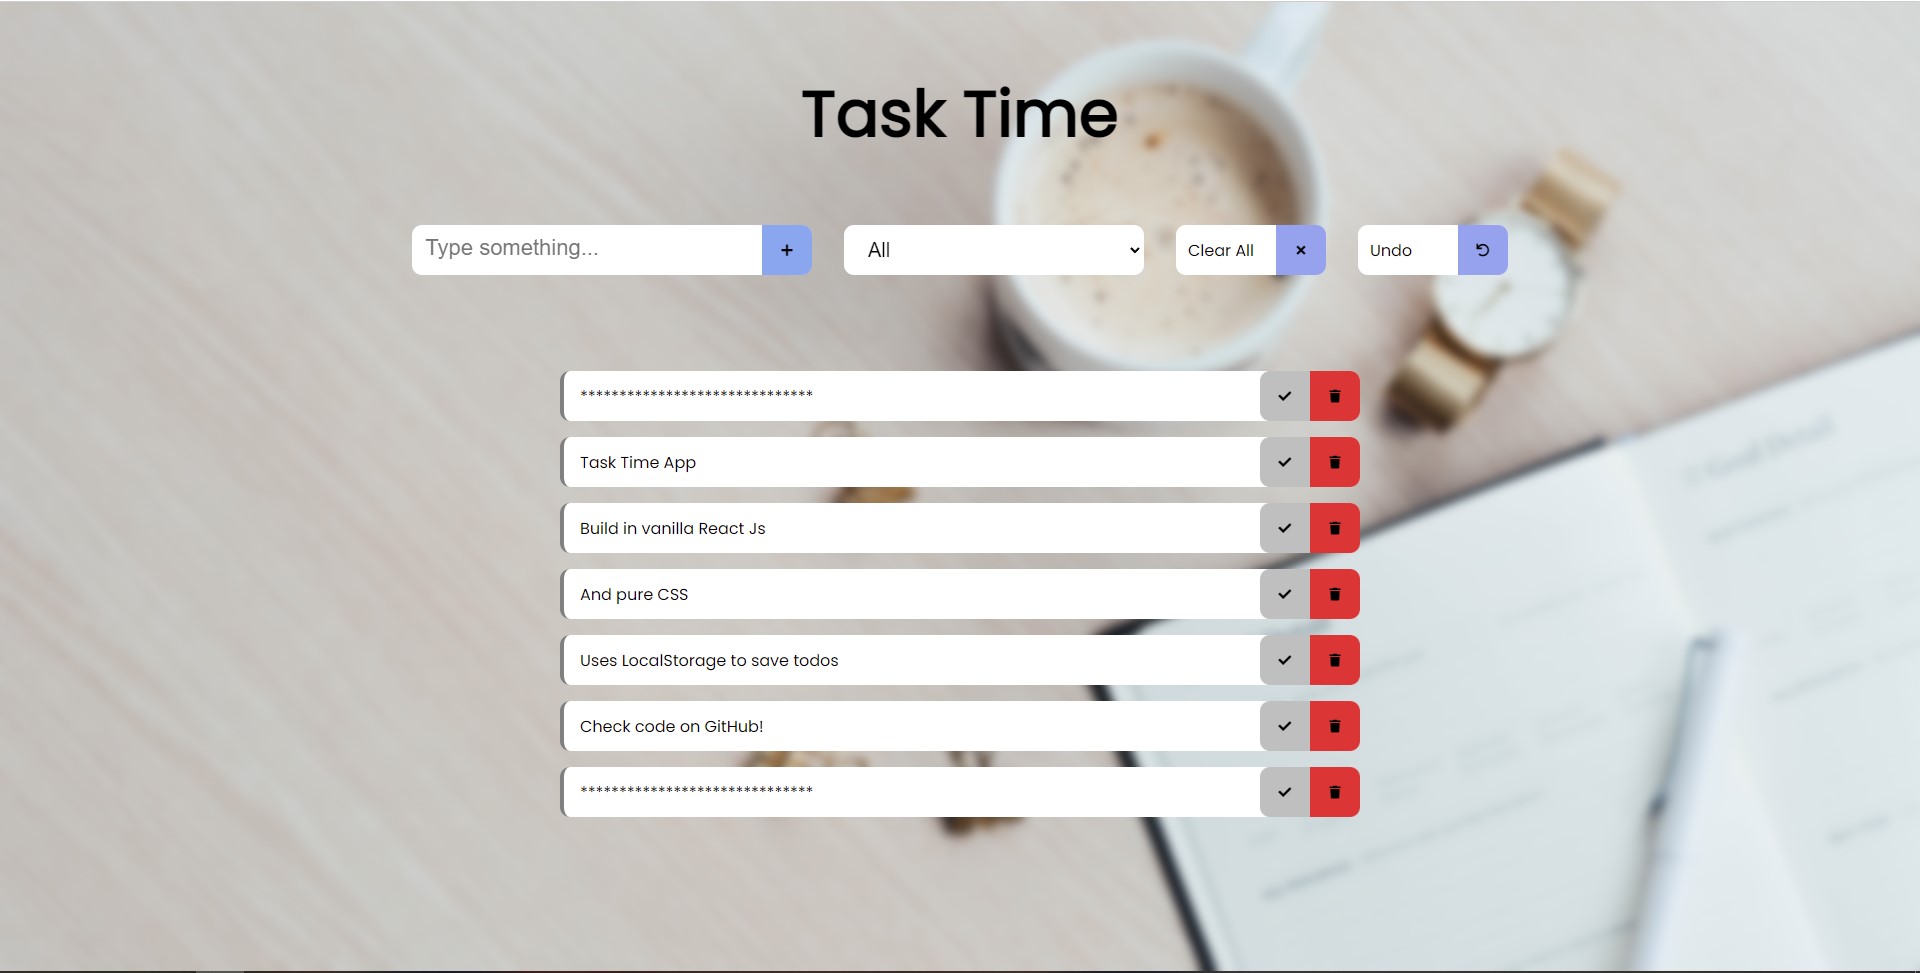 Task Time
Type something...
All
Clear All
Undo
******************************
Task Time App
Build in vanilla React Js
And pure CSS
Uses LocalStorage to save todos
Check code on GitHub!
******************************